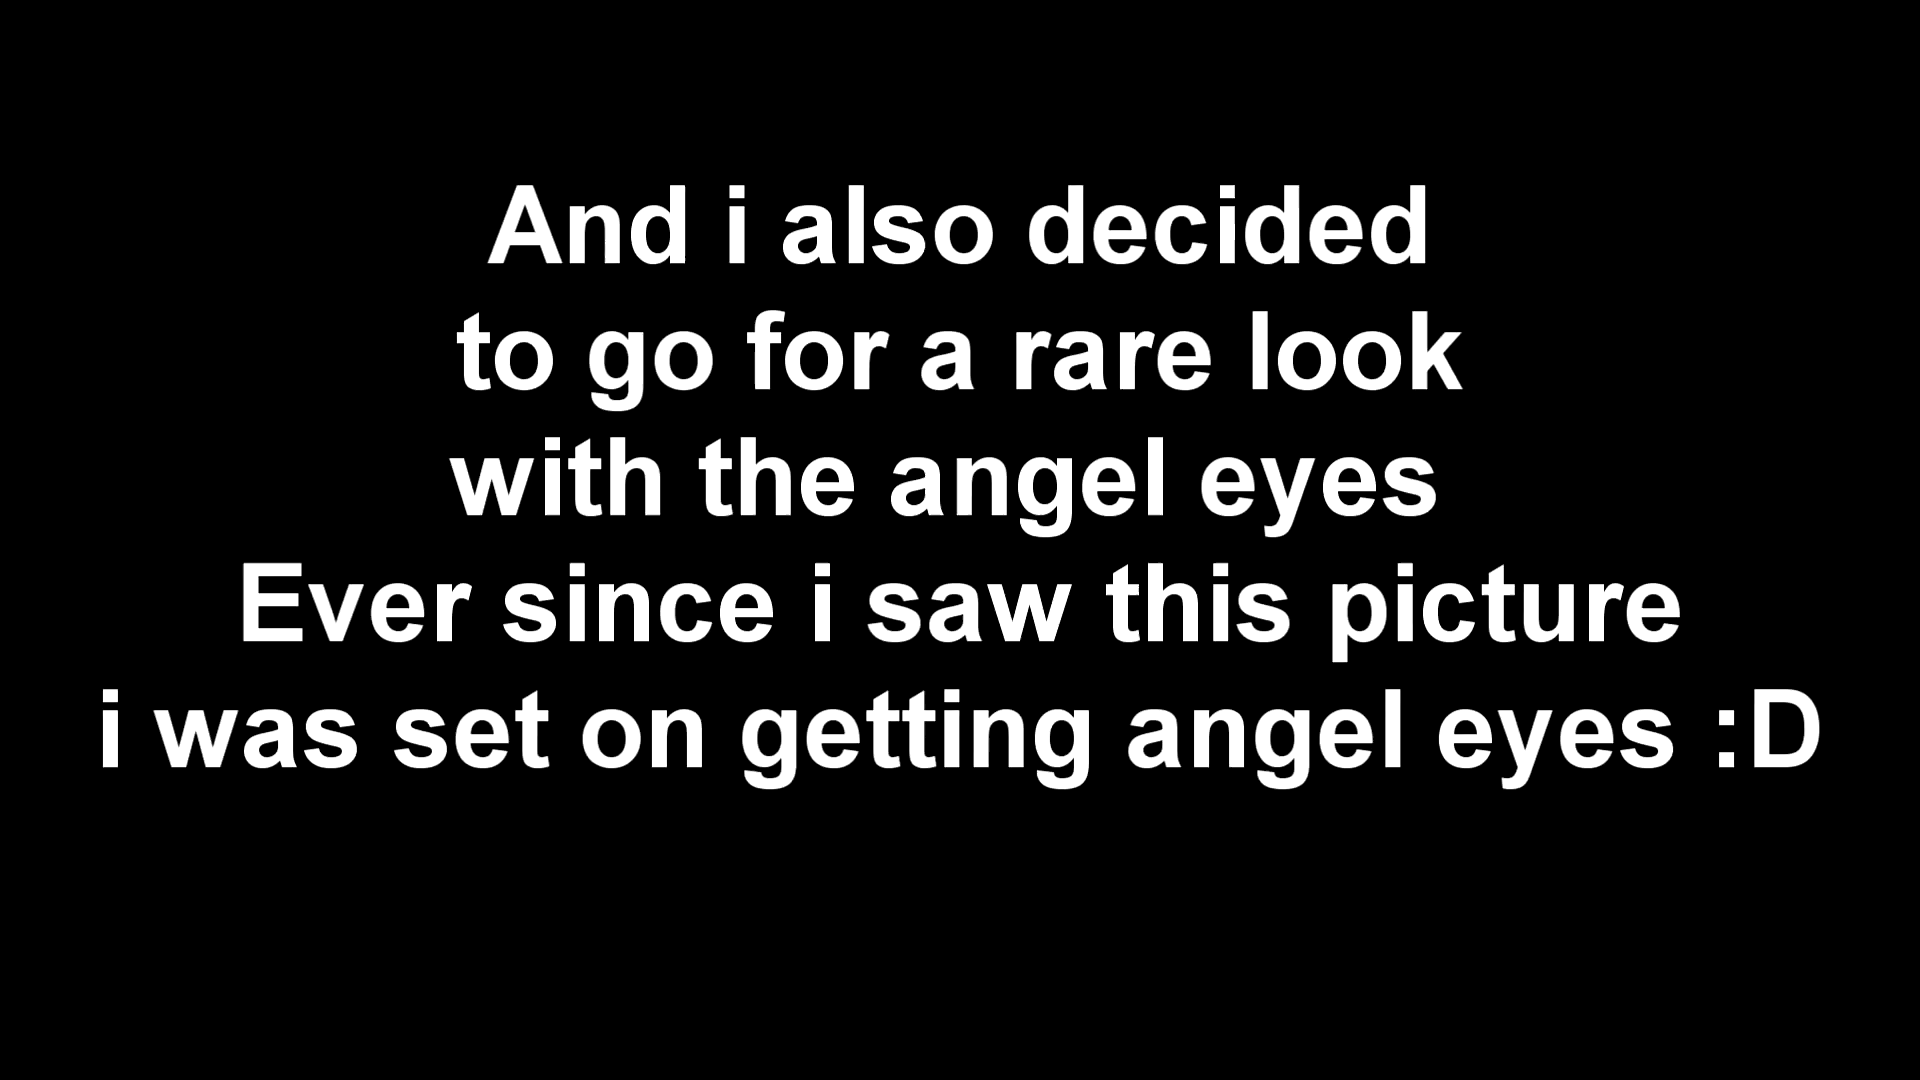 And i also decided
to go for a rare look
with the angel eyes
Ever since i saw this picture
i was set on getting angel eyes :D